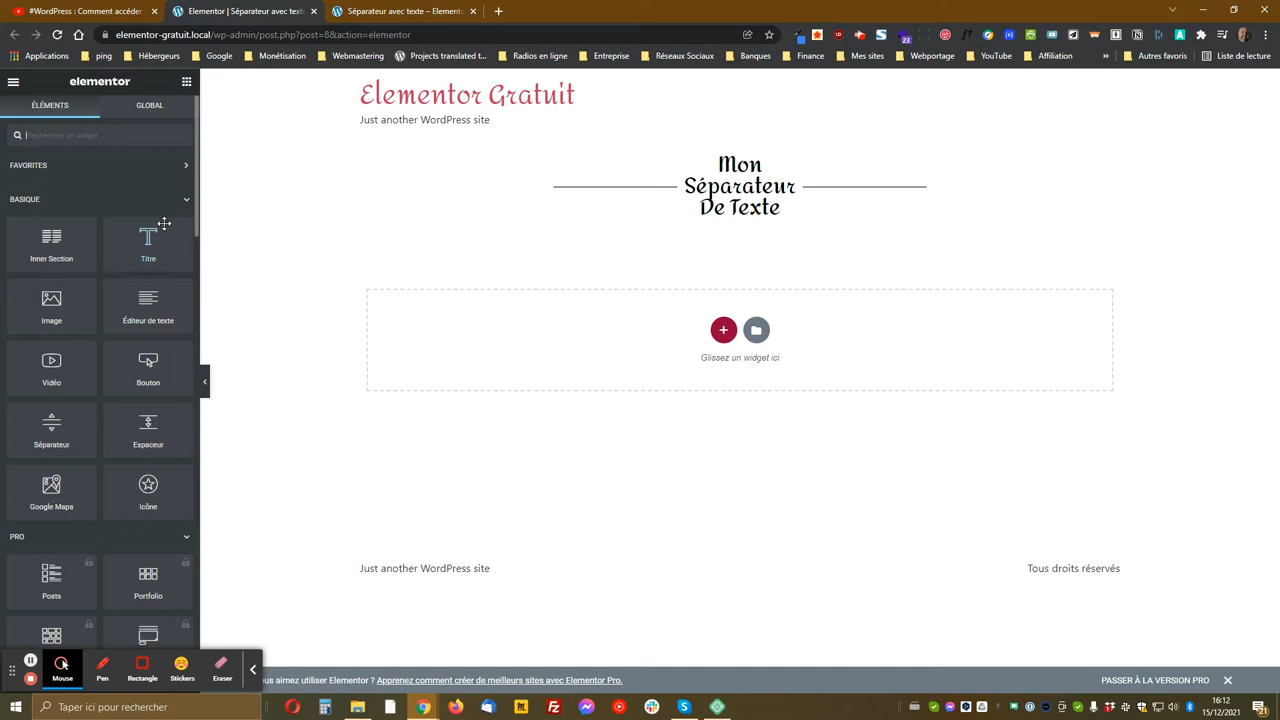 #WordPress : Comment accéder
Elementor | Séparateur avec texte
Séparateur avec texte – Elementor
elementor-gratuit.local/wp-admin/post.php?post=8&action=elementor
23
Applications
ping
Hébergeurs
Google
Monétisation
Webmastering
Projects translated t...
Radios en ligne
Entreprise
Réseaux Sociaux
Banques
Finance
Mes sites
Webportage
YouTube
Affiliation
»
Autres favoris
Liste de lecture
elementor
ÉLÉMENTS
GLOBAL
Rechercher un widget...
FAVORITES
BASIQUE
Inner Section
Titre
Image
Éditeur de texte
Vidéo
Bouton
Séparateur
Espaceur
Google Maps
Icône
PRO
Posts
Portfolio
Elementor Gratuit
Just another WordPress site
Mon
Séparateur
De Texte
Glissez un widget ici
Just another WordPress site
Tous droits réservés
Mouse
Pen
Rectangle
Stickers
Eraser
us aimez utiliser Elementor ? Apprenez comment créer de meilleurs sites avec Elementor Pro.
PASSER À LA VERSION PRO
Taper ici pour rechercher
16:12
15/12/2021
21